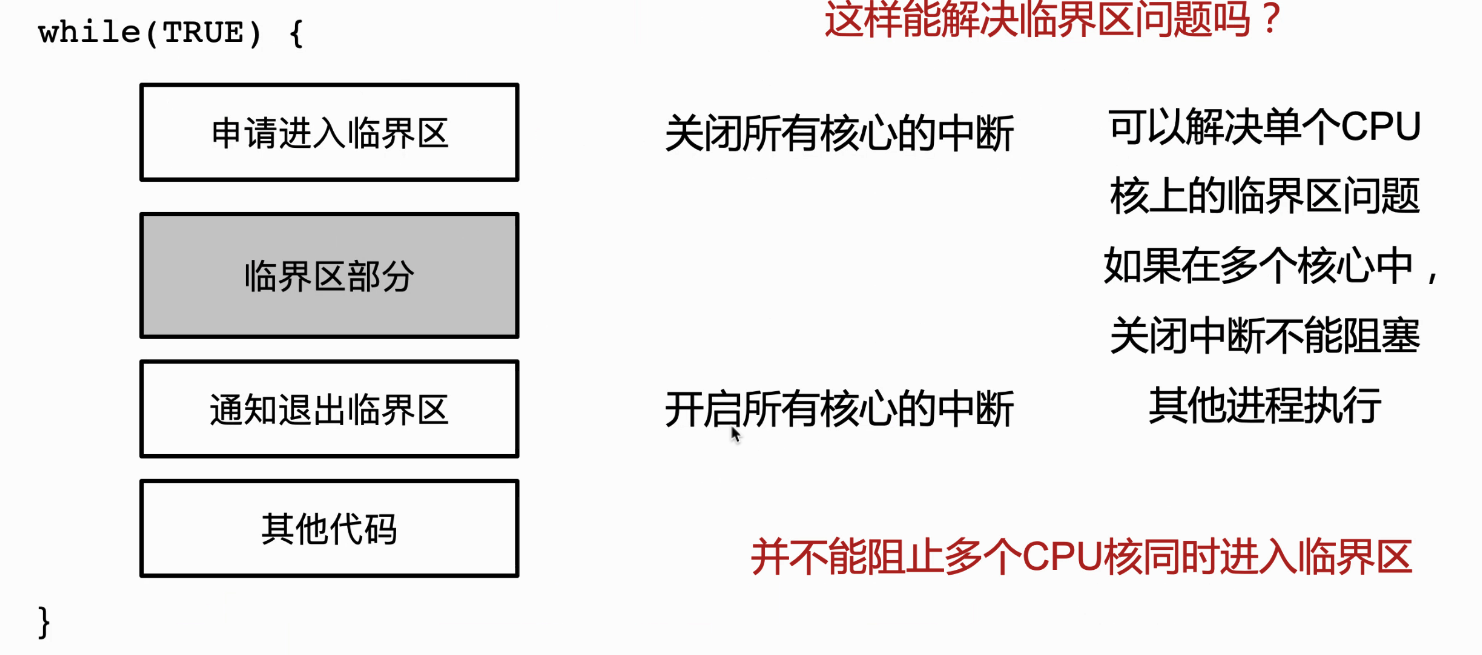 while(TRUE) {
这样能解决临界区问题吗？
申请进入临界区
关闭所有核心的中断
可以解决单个CPU
核上的临界区问题
如果在多个核心中，
关闭中断不能阻塞
其他进程执行
临界区部分
通知退出临界区
开启所有核心的中断
其他代码
并不能阻止多个CPU核同时进入临界区
}